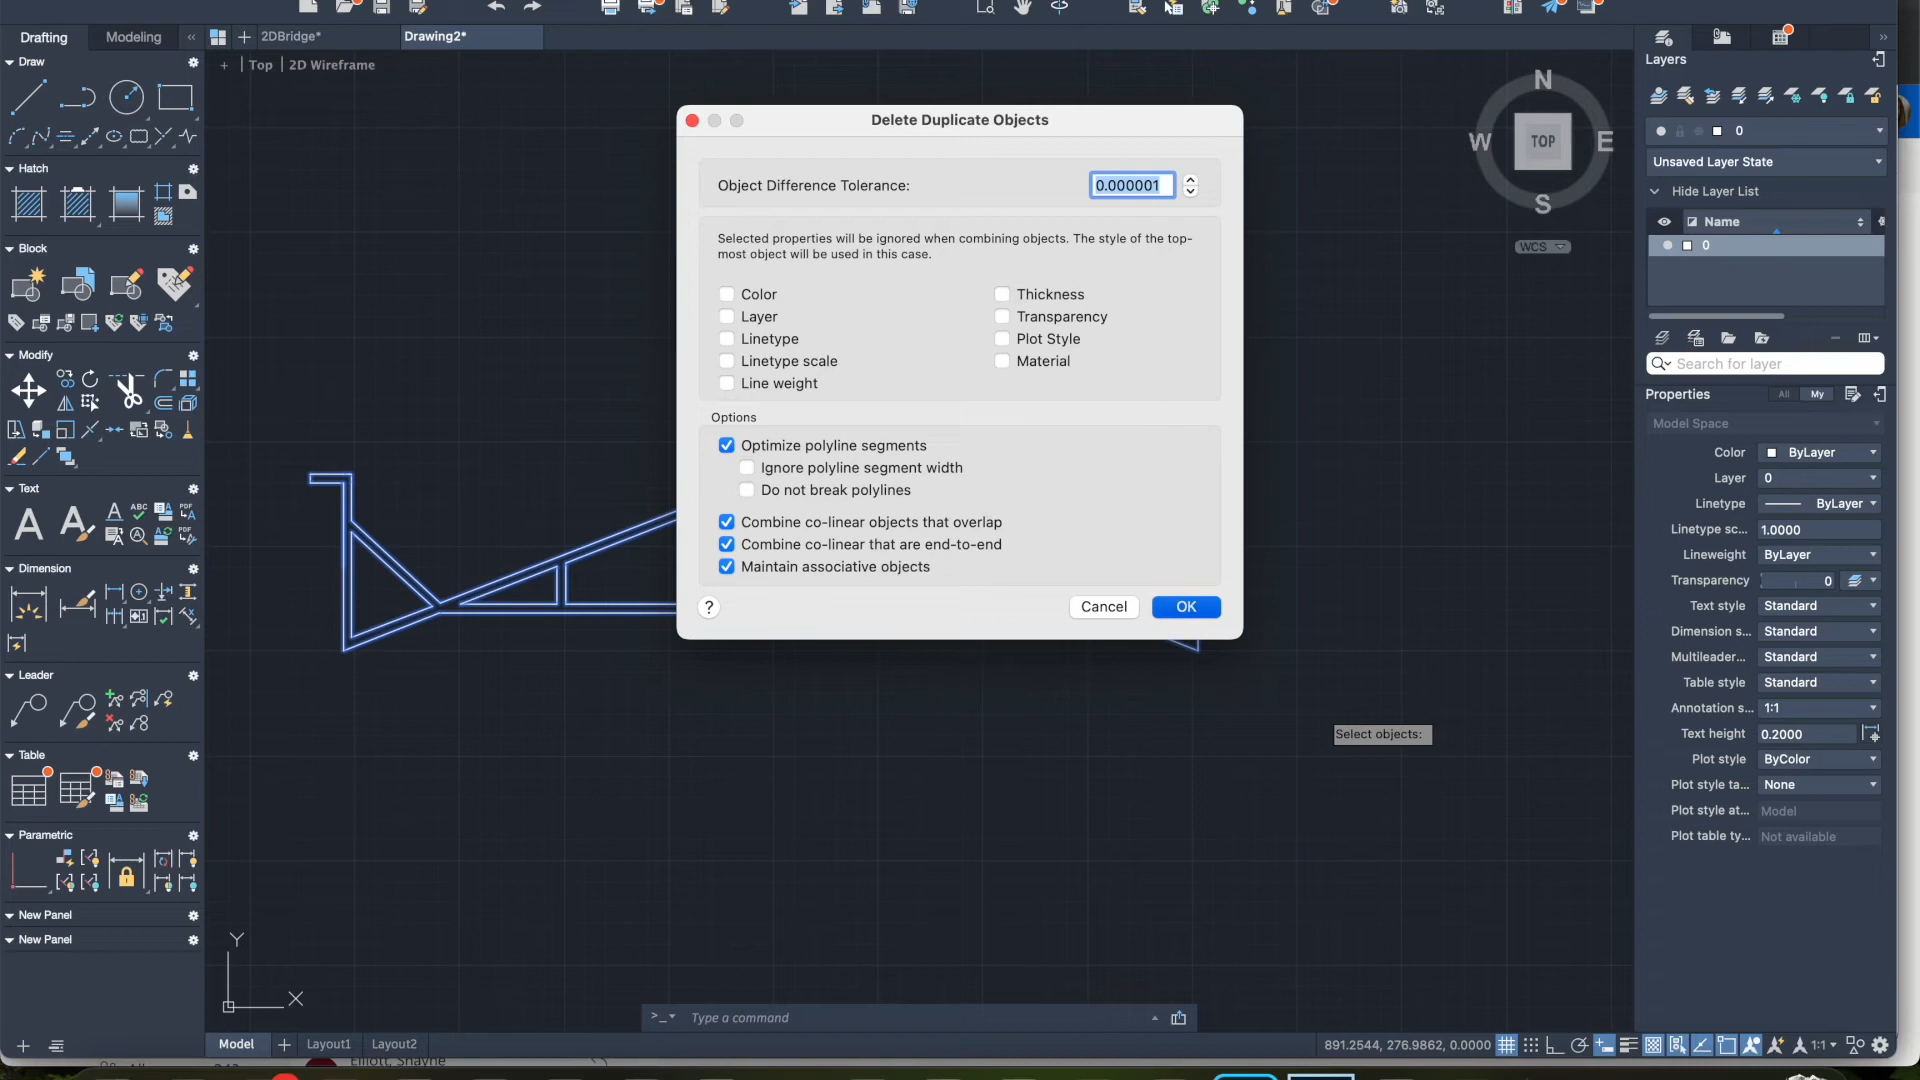 Drafting
Modeling
2DBridge*
Drawing2*
Draw
Hatch
Block
Modify
Text
Dimension
Leader
Table
Parametric
New Panel
New Panel
+ | Top | 2D Wireframe
Delete Duplicate Objects
Object Difference Tolerance: 0.000001
Selected properties will be ignored when combining objects. The style of the top-
most object will be used in this case.
Color
Layer
Linetype
Linetype scale
Line weight
Thickness
Transparency
Plot Style
Material
Options
Optimize polyline segments
Ignore polyline segment width
Do not break polylines
Combine co-linear objects that overlap
Combine co-linear that are end-to-end
Maintain associative objects
? Cancel OK
Select objects:
N
W TOP E
S
WCS
Y
X
Type a command
Model
Layout1
Layout2
891.2544, 276.9862, 0.0000
1:1
Elliott, Shayne
Layers
0
Unsaved Layer State
Hide Layer List
Name
0
Search for layer
Properties All My
Model Space
Color ByLayer
Layer 0
Linetype ByLayer
Linetype sc... 1.0000
Lineweight ByLayer
Transparency 0
Text style Standard
Dimension s... Standard
Multileader... Standard
Table style Standard
Annotation s... 1:1
Text height 0.2000
Plot style ByColor
Plot style ta... None
Plot style at... Model
Plot table ty... Not available